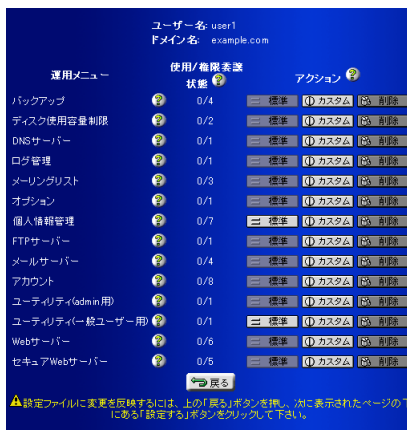 ユーザー名: user1
ドメイン名: example.com
運用メニュー 使用/権限委譲 状態 アクション
バックアップ 0/4 標準 カスタム 削除
ディスク使用容量制限 0/2 標準 カスタム 削除
DNSサーバー 0/1 標準 カスタム 削除
ログ管理 0/1 標準 カスタム 削除
メーリングリスト 0/3 標準 カスタム 削除
オプション 0/1 標準 カスタム 削除
個人情報管理 0/7 標準 カスタム 削除
FTPサーバー 0/1 標準 カスタム 削除
メールサーバー 0/4 標準 カスタム 削除
アカウント 0/8 標準 カスタム 削除
ユーティリティ(admin用) 0/1 標準 カスタム 削除
ユーティリティ(一般ユーザー用) 0/1 標準 カスタム 削除
Webサーバー 0/6 標準 カスタム 削除
セキュアWebサーバー 0/5 標準 カスタム 削除
戻る
設定ファイルに変更を反映するには、上の「戻る」ボタンを押し、次に表示されたページの下
にある「設定する」ボタンをクリックして下さい。